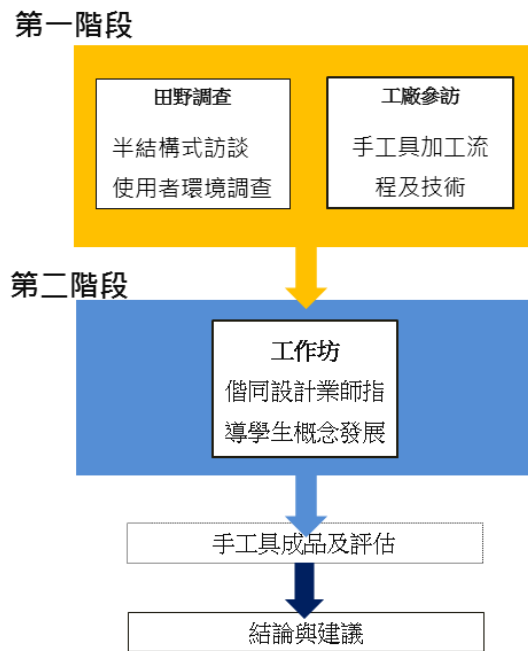 第一階段
田野調查
半結構式訪談
使用者環境調查
工廠參訪
手工具加工流
程及技術
第二階段
工作坊
偕同設計業師指
導學生概念發展
手工具成品及評估
結論與建議